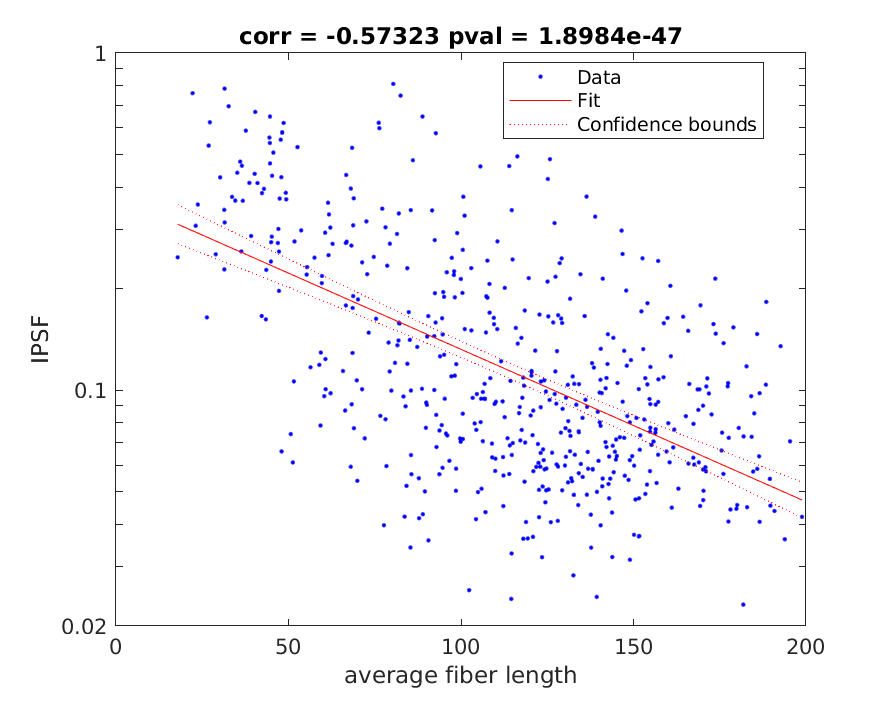 corr = -0.57323 pval = 1.8984e-47
1
Data
Fit
Confidence bounds
IPSF
0.1
0.02
0
50
100
150
200
average fiber length